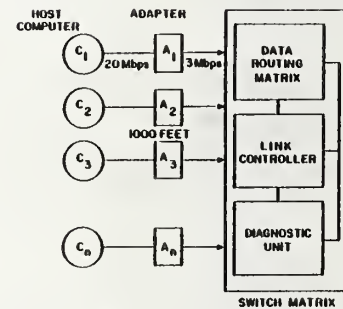 HOST
COMPUTER
ADAPTER
C1
20 Mbps
A1
3 Mbps
DATA
ROUTING
MATRIX
C2
A2
1000 FEET
C3
A3
LINK
CONTROLLER
Cn
An
DIAGNOSTIC
UNIT
SWITCH MATRIX